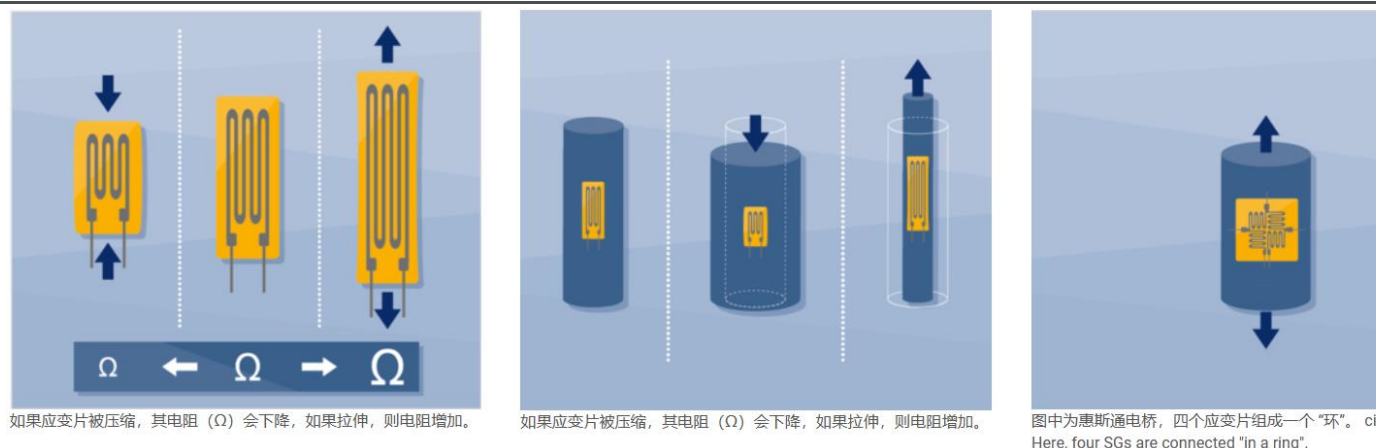 Ω ← Ω → Ω
如果应变片被压缩，其电阻（Ω）会下降，如果拉伸，则电阻增加。
如果应变片被压缩，其电阻（Ω）会下降，如果拉伸，则电阻增加。
图中为惠斯通电桥，四个应变片组成一个 “环”。
Here, four SGs are connected "in a ring".